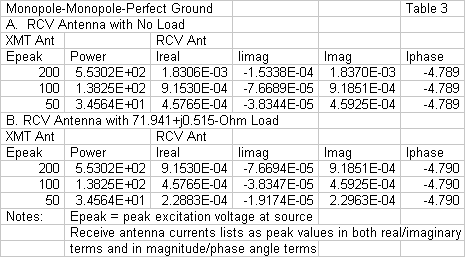 Monopole-Monopole-Perfect Ground Table 3
A. RCV Antenna with No Load
XMT Ant RCV Ant
Epeak Power Ireal Iimag Imag Iphase
200 5.5302E+02 1.8306E-03 -1.5338E-04 1.8370E-03 -4.789
100 1.3825E+02 9.1530E-04 -7.6689E-05 9.1851E-04 -4.789
50 3.4564E+01 4.5765E-04 -3.8344E-05 4.5925E-04 -4.789
B. RCV Antenna with 71.941+j0.515-Ohm Load
XMT Ant RCV Ant
Epeak Power Ireal Iimag Imag Iphase
200 5.5302E+02 9.1530E-04 -7.6694E-05 9.1851E-04 -4.790
100 1.3825E+02 4.5765E-04 -3.8347E-05 4.5925E-04 -4.790
50 3.4564E+01 2.2883E-04 -1.9174E-05 2.2963E-04 -4.790
Notes: Epeak = peak excitation voltage at source
Receive antenna currents lists as peak values in both real/imaginary
terms and in magnitude/phase angle terms